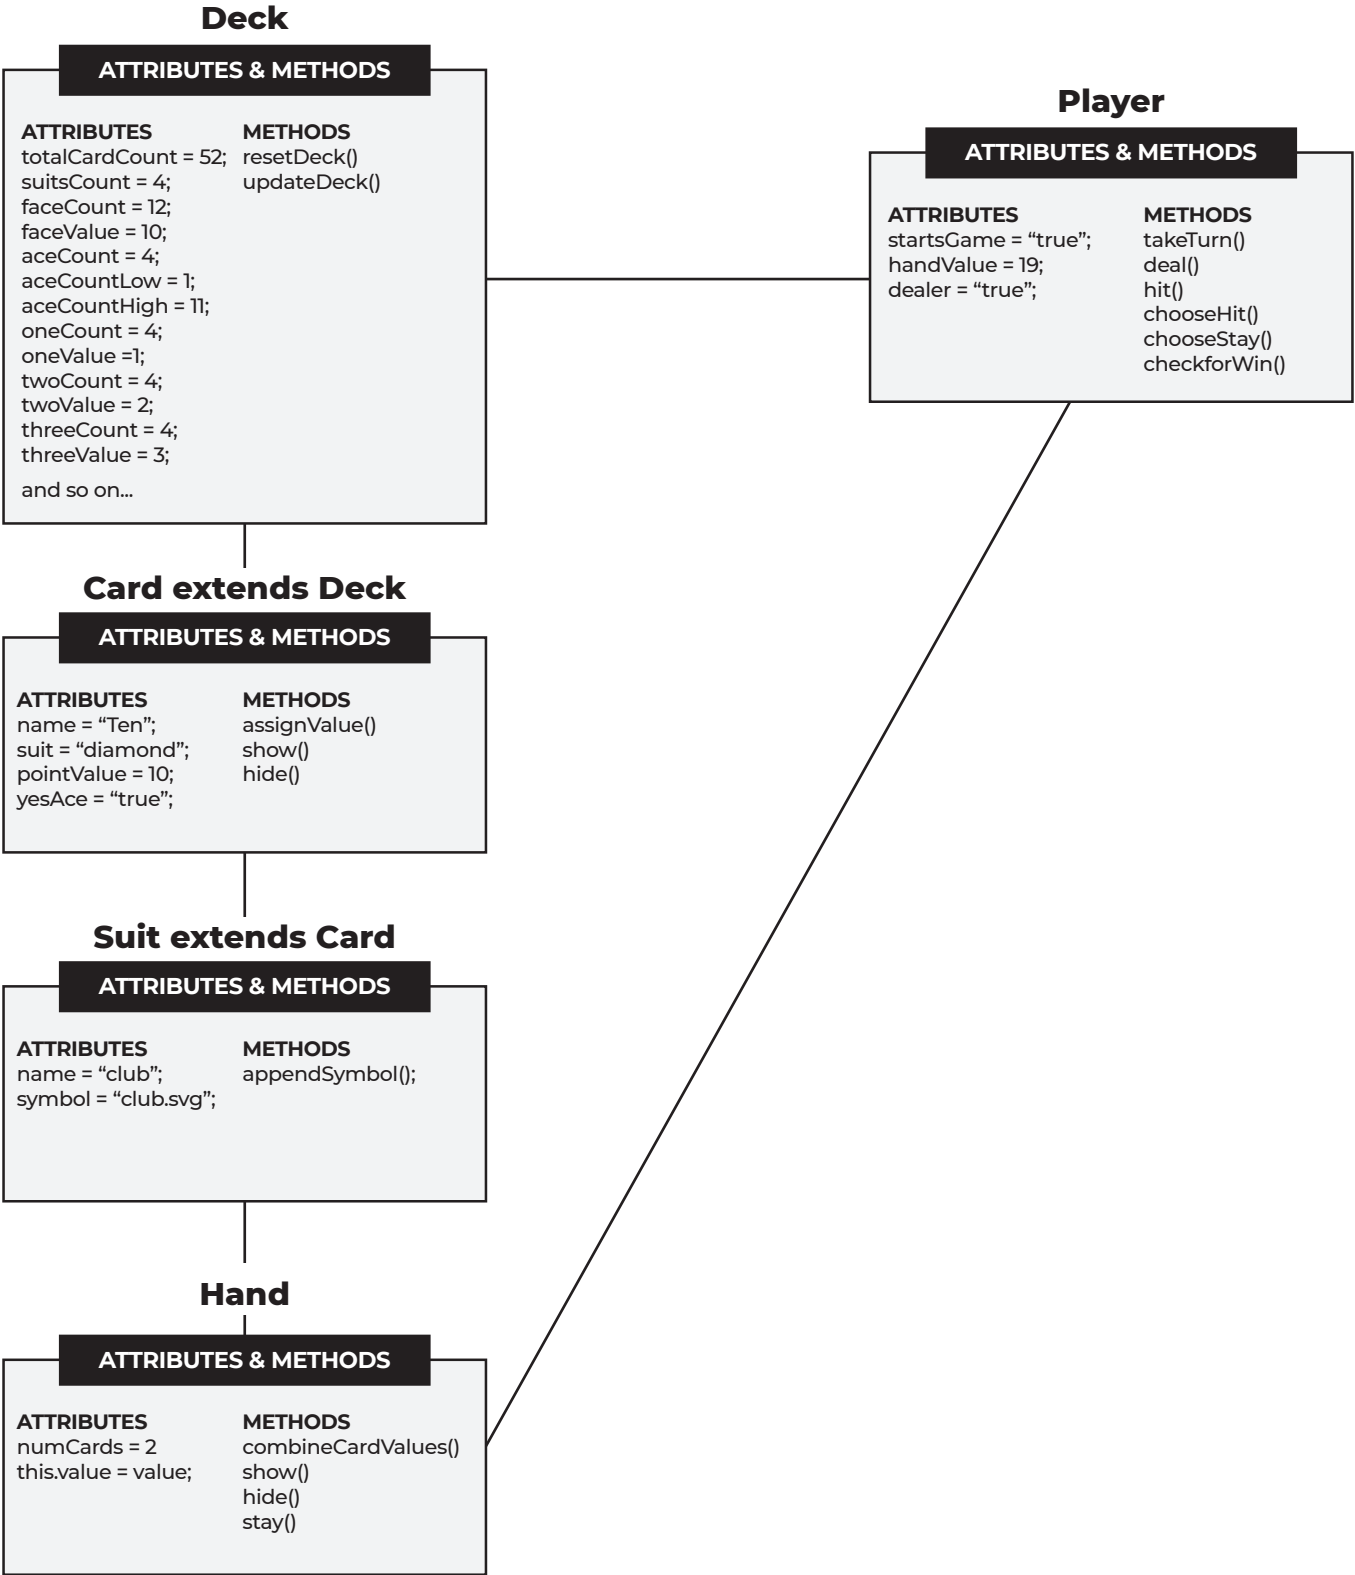 Deck
ATTRIBUTES & METHODS
ATTRIBUTES
totalCardCount = 52;
suitsCount = 4;
faceCount = 12;
faceValue = 10;
aceCount = 4;
aceCountLow = 1;
aceCountHigh = 11;
oneCount = 4;
oneValue =1;
twoCount = 4;
twoValue = 2;
threeCount = 4;
threeValue = 3;
and so on...
METHODS
resetDeck()
updateDeck()
Player
ATTRIBUTES & METHODS
ATTRIBUTES
startsGame = “true”;
handValue = 19;
dealer = “true”;
METHODS
takeTurn()
deal()
hit()
chooseHit()
chooseStay()
checkforWin()
Card extends Deck
ATTRIBUTES & METHODS
ATTRIBUTES
name = “Ten”;
suit = “diamond”;
pointValue = 10;
yesAce = “true”;
METHODS
assignValue()
show()
hide()
Suit extends Card
ATTRIBUTES & METHODS
ATTRIBUTES
name = “club”;
symbol = “club.svg”;
METHODS
appendSymbol();
Hand
ATTRIBUTES & METHODS
ATTRIBUTES
numCards = 2
this.value = value;
METHODS
combineCardValues()
show()
hide()
stay()